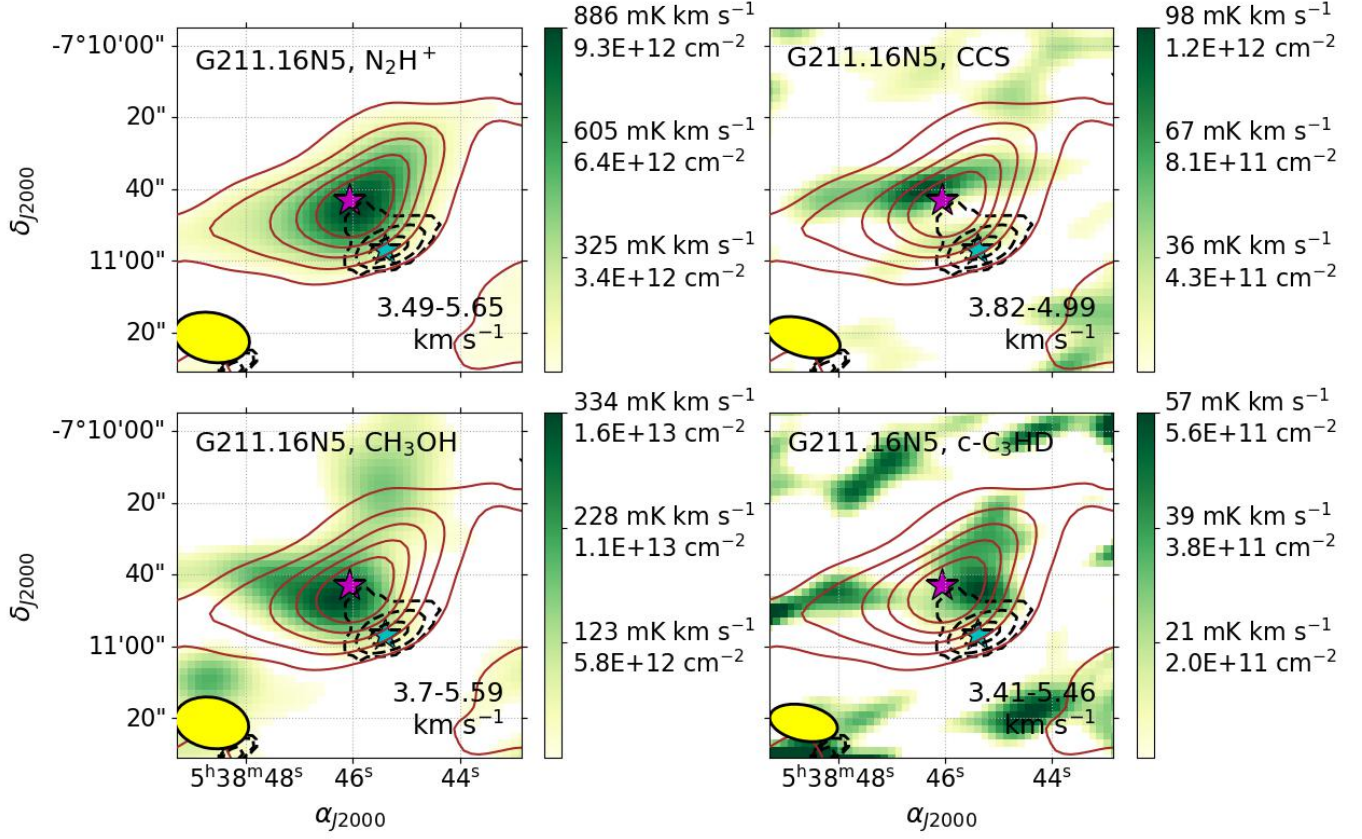 G211.16N5, N₂H⁺
-7°10'00"
20"
40"
11'00"
20"
δJ2000
3.49-5.65
km s⁻¹
886 mK km s⁻¹
9.3E+12 cm⁻²
605 mK km s⁻¹
6.4E+12 cm⁻²
325 mK km s⁻¹
3.4E+12 cm⁻²
G211.16N5, CCS
3.82-4.99
km s⁻¹
98 mK km s⁻¹
1.2E+12 cm⁻²
67 mK km s⁻¹
8.1E+11 cm⁻²
36 mK km s⁻¹
4.3E+11 cm⁻²
G211.16N5, CH₃OH
-7°10'00"
20"
40"
11'00"
20"
δJ2000
3.7-5.59
km s⁻¹
5ʰ38ᵐ48ˢ
46ˢ
44ˢ
αJ2000
334 mK km s⁻¹
1.6E+13 cm⁻²
228 mK km s⁻¹
1.1E+13 cm⁻²
123 mK km s⁻¹
5.8E+12 cm⁻²
G211.16N5, c-C₃HD
3.41-5.46
km s⁻¹
5ʰ38ᵐ48ˢ
46ˢ
44ˢ
αJ2000
57 mK km s⁻¹
5.6E+11 cm⁻²
39 mK km s⁻¹
3.8E+11 cm⁻²
21 mK km s⁻¹
2.0E+11 cm⁻²